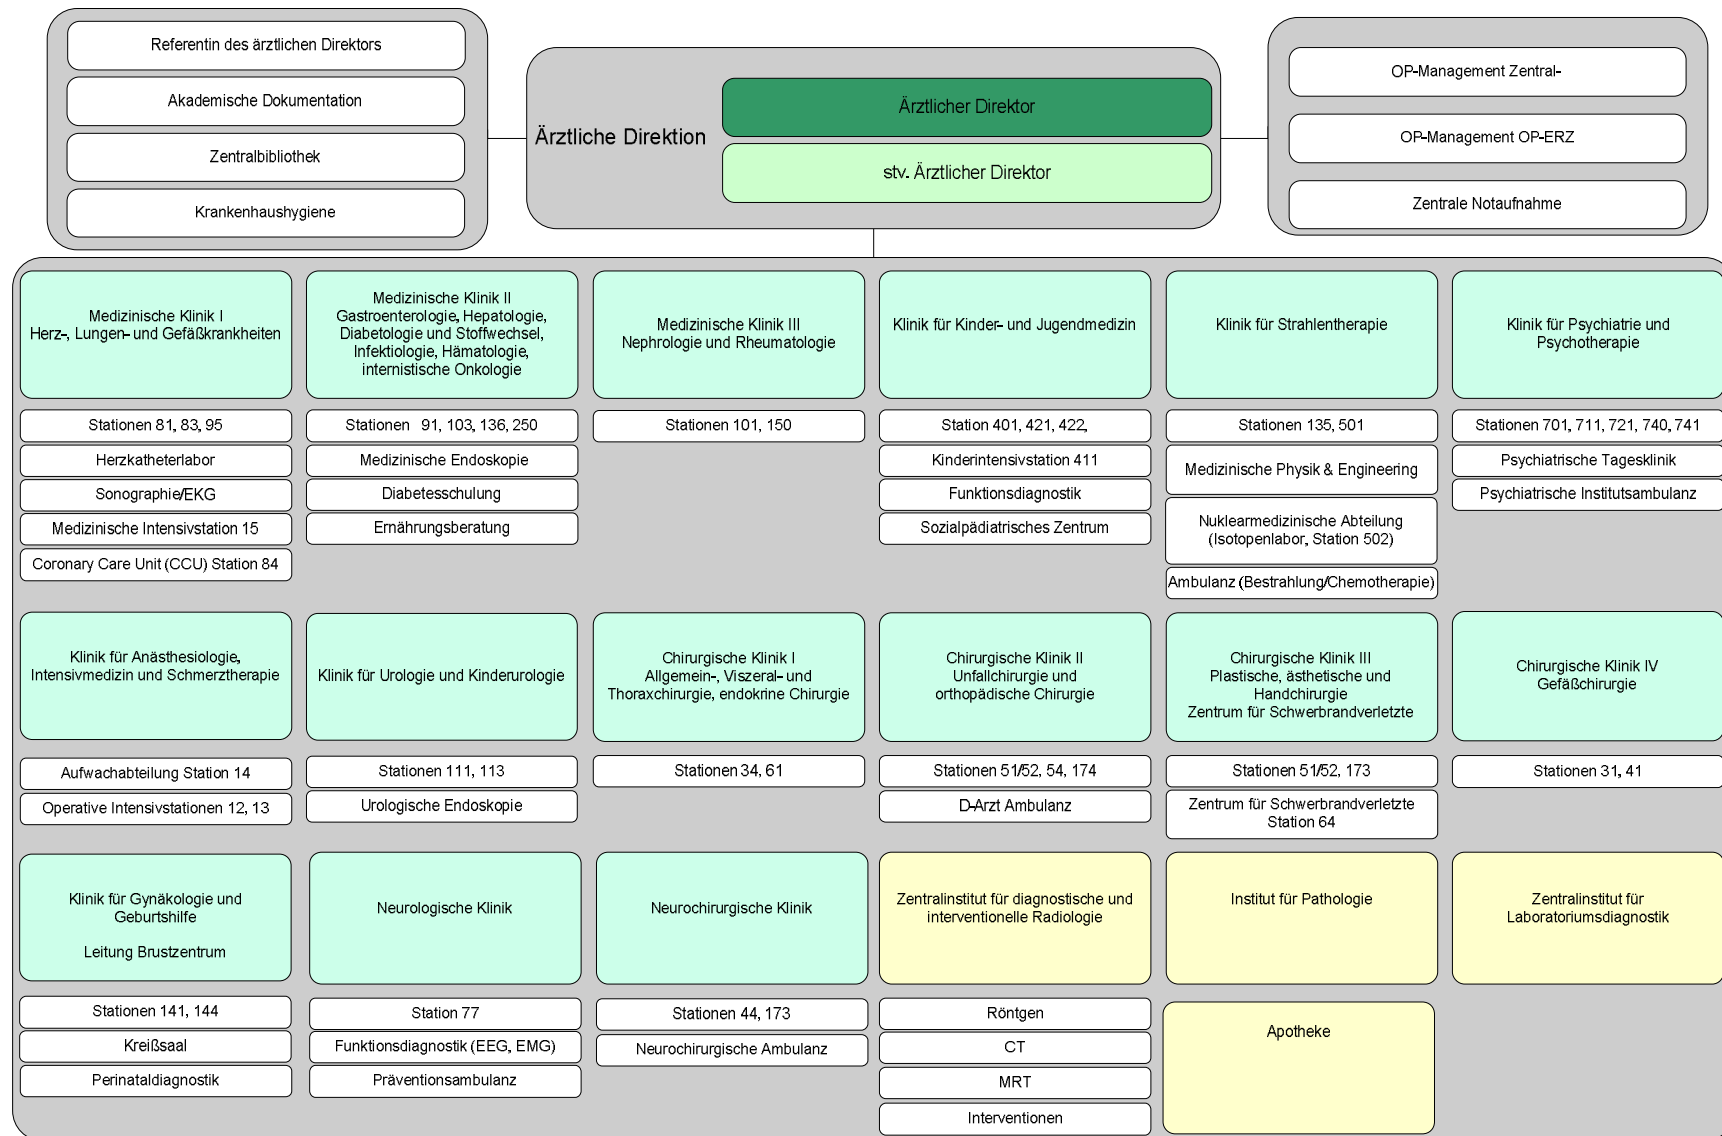 Referentin des ärztlichen Direktors
Akademische Dokumentation
Zentralbibliothek
Krankenhaushygiene
Ärztliche Direktion
Ärztlicher Direktor
stv. Ärztlicher Direktor
OP-Management Zentral-
OP-Management OP-ERZ
Zentrale Notaufnahme
Medizinische Klinik I
Herz-, Lungen- und Gefäßkrankheiten
Stationen 81, 83, 95
Herzkatheterlabor
Sonographie/EKG
Medizinische Intensivstation 15
Coronary Care Unit (CCU) Station 84
Medizinische Klinik II
Gastroenterologie, Hepatologie,
Diabetologie und Stoffwechsel,
Infektiologie, Hämatologie,
internistische Onkologie
Stationen 91, 103, 136, 250
Medizinische Endoskopie
Diabetesschulung
Ernährungsberatung
Medizinische Klinik III
Nephrologie und Rheumatologie
Stationen 101, 150
Klinik für Kinder- und Jugendmedizin
Station 401, 421, 422,
Kinderintensivstation 411
Funktionsdiagnostik
Sozialpädiatrisches Zentrum
Klinik für Strahlentherapie
Stationen 135, 501
Medizinische Physik & Engineering
Nuklearmedizinische Abteilung
(Isotopenlabor, Station 502)
Ambulanz (Bestrahlung/Chemotherapie)
Klinik für Psychiatrie und
Psychotherapie
Stationen 701, 711, 721, 740, 741
Psychiatrische Tagesklinik
Psychiatrische Institutsambulanz
Klinik für Anästhesiologie,
Intensivmedizin und Schmerztherapie
Aufwachabteilung Station 14
Operative Intensivstationen 12, 13
Klinik für Urologie und Kinderurologie
Stationen 111, 113
Urologische Endoskopie
Chirurgische Klinik I
Allgemein-, Viszeral- und
Thoraxchirurgie, endokrine Chirurgie
Stationen 34, 61
Chirurgische Klinik II
Unfallchirurgie und
orthopädische Chirurgie
Stationen 51/52, 54, 174
D-Arzt Ambulanz
Chirurgische Klinik III
Plastische, ästhetische und
Handchirurgie
Zentrum für Schwerbrandverletzte
Stationen 51/52, 173
Zentrum für Schwerbrandverletzte
Station 64
Chirurgische Klinik IV
Gefäßchirurgie
Stationen 31, 41
Klinik für Gynäkologie und
Geburtshilfe
Leitung Brustzentrum
Stationen 141, 144
Kreißsaal
Perinataldiagnostik
Neurologische Klinik
Station 77
Funktionsdiagnostik (EEG, EMG)
Präventionsambulanz
Neurochirurgische Klinik
Stationen 44, 173
Neurochirurgische Ambulanz
Zentralinstitut für diagnostische und
interventionelle Radiologie
Röntgen
CT
MRT
Interventionen
Institut für Pathologie
Apotheke
Zentralinstitut für
Laboratoriumsdiagnostik